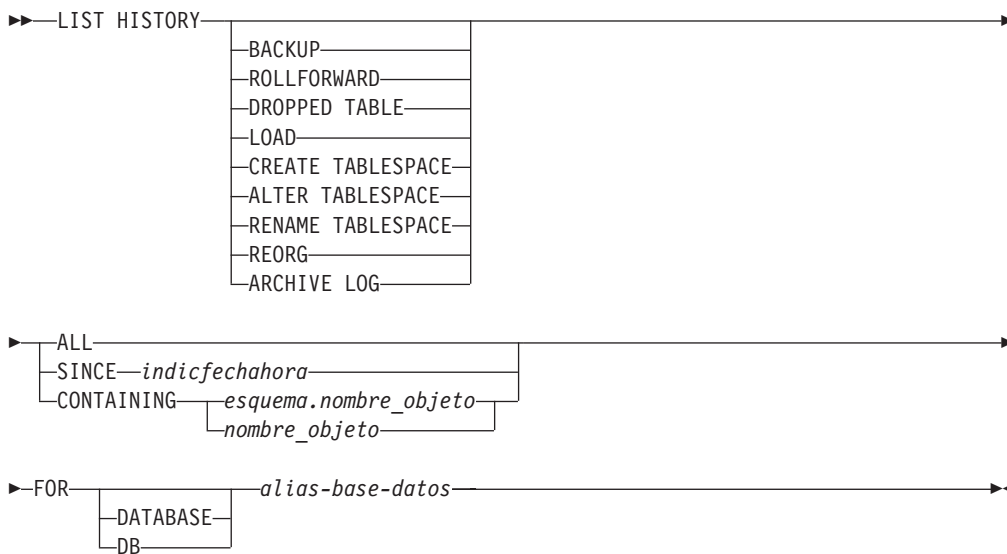 LIST HISTORY
BACKUP
ROLLFORWARD
DROPPED TABLE
LOAD
CREATE TABLESPACE
ALTER TABLESPACE
RENAME TABLESPACE
REORG
ARCHIVE LOG
ALL
SINCE indicfechahora
CONTAINING esquema.nombre_objeto
nombre_objeto
FOR alias-base-datos
DATABASE
DB